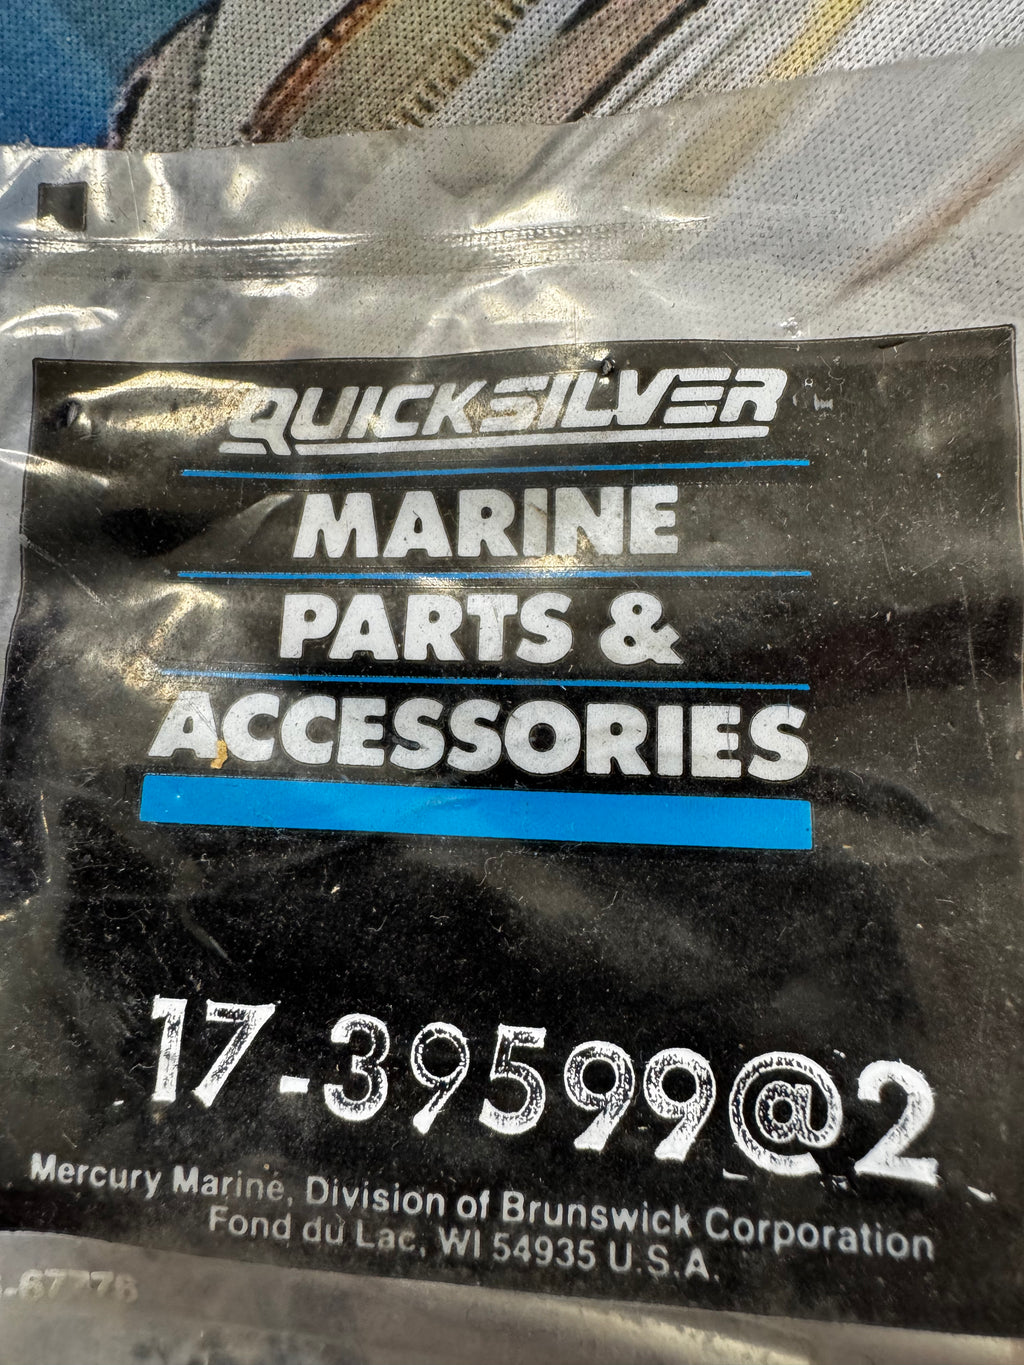 QUICKSILVER
MARINE
PARTS &
ACCESSORIES
17-39599@2
Mercury Marine, Division of Brunswick Corporation
Fond du Lac, WI 54935 U.S.A.